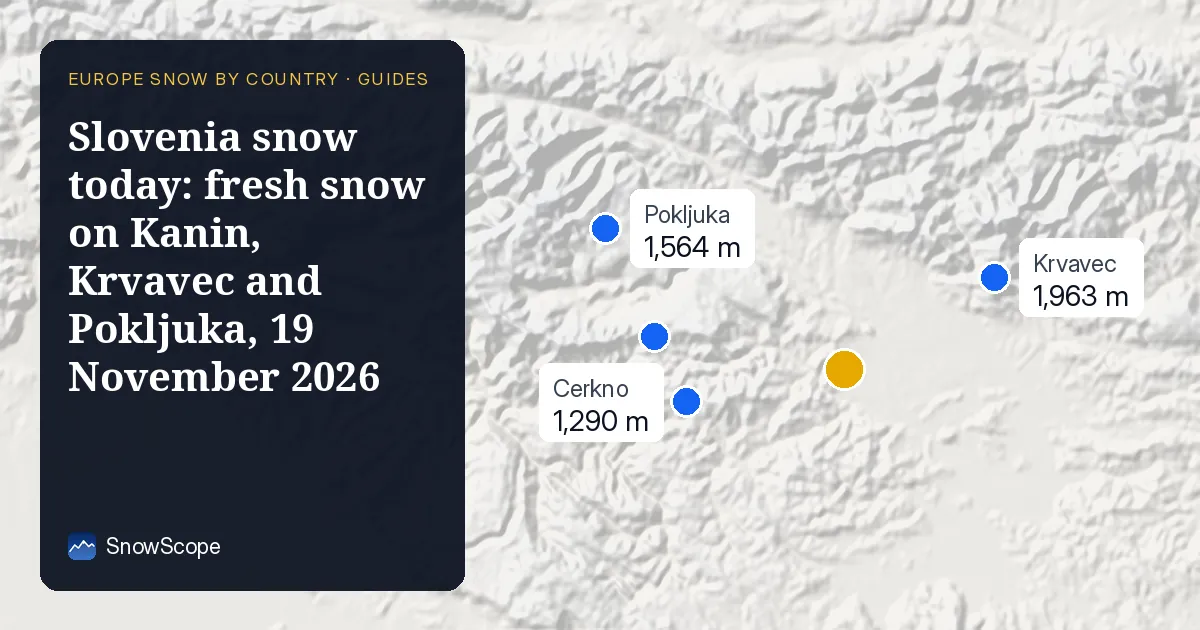 EUROPE SNOW BY COUNTRY · GUIDES
Slovenia snow
today: fresh snow
on Kanin,
Krvavec and
Pokljuka, 19
November 2026
SnowScope
Pokljuka
1,564 m
Krvavec
1,963 m
Cerkno
1,290 m